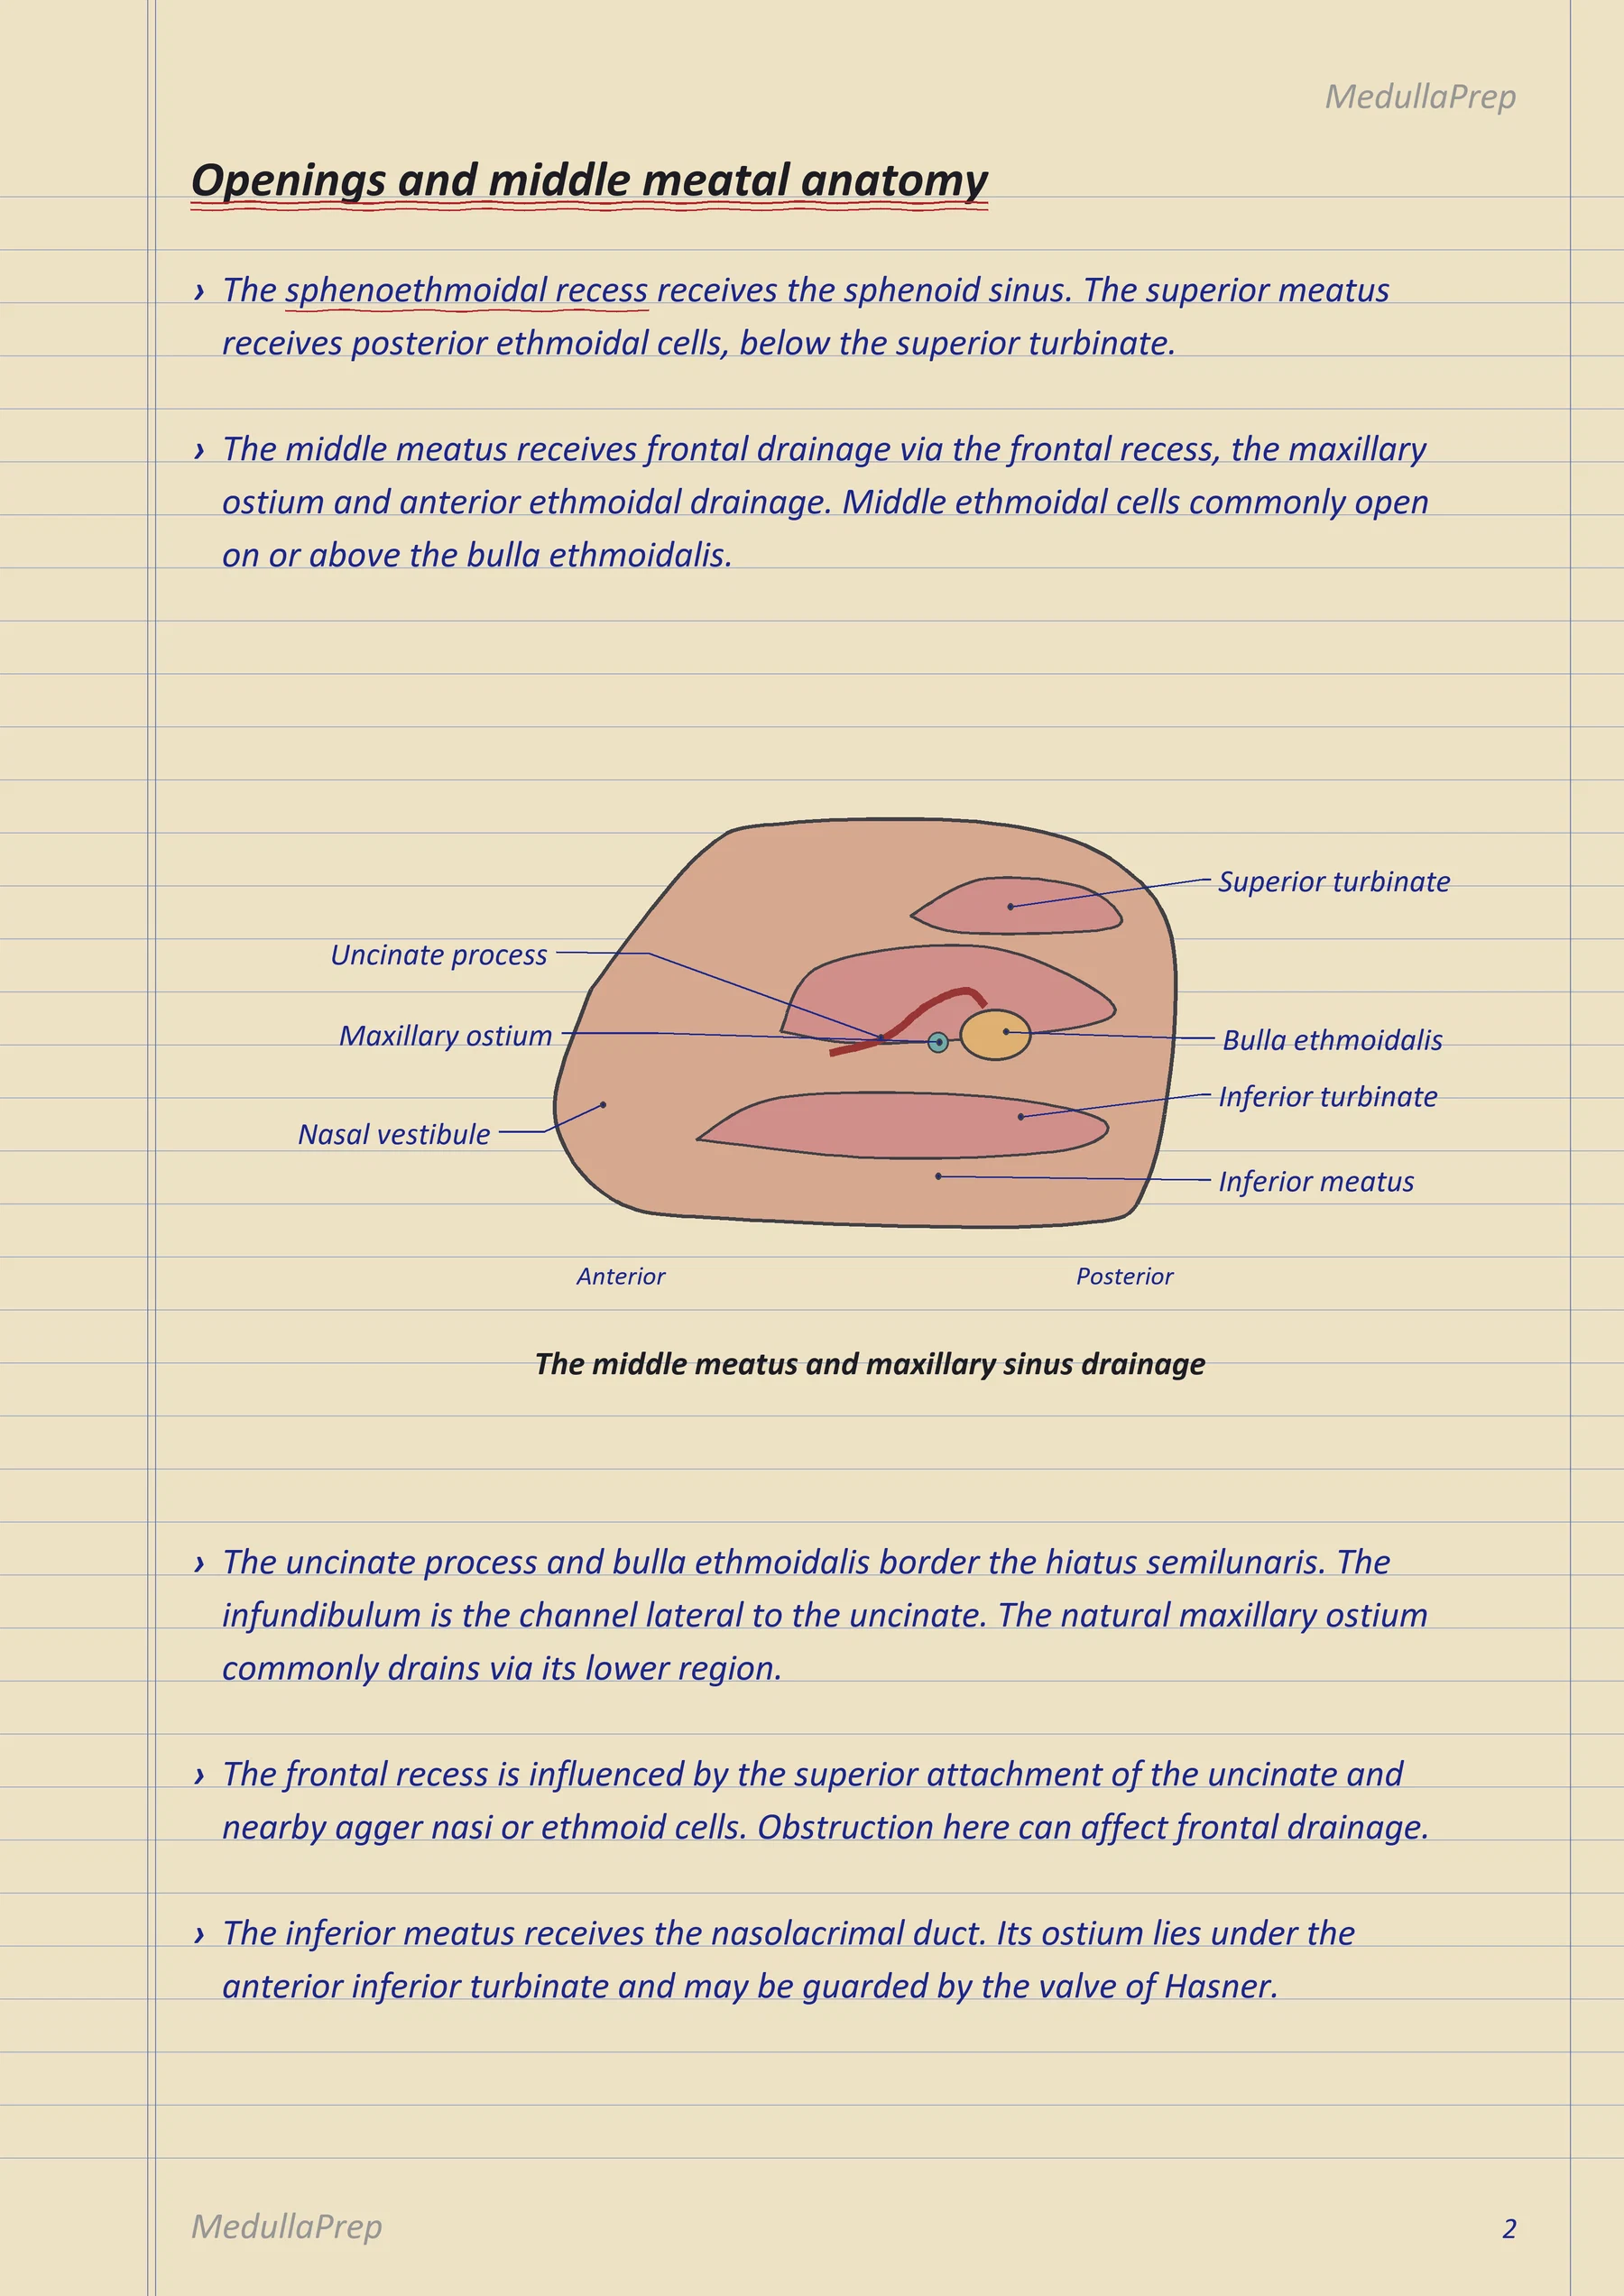 MedullaPrep
Openings and middle meatal anatomy
› The sphenoethmoidal recess receives the sphenoid sinus. The superior meatus
receives posterior ethmoidal cells, below the superior turbinate.
› The middle meatus receives frontal drainage via the frontal recess, the maxillary
ostium and anterior ethmoidal drainage. Middle ethmoidal cells commonly open
on or above the bulla ethmoidalis.
Superior turbinate
Uncinate process
Maxillary ostium
Bulla ethmoidalis
Inferior turbinate
Nasal vestibule
Inferior meatus
Anterior
Posterior
The middle meatus and maxillary sinus drainage
› The uncinate process and bulla ethmoidalis border the hiatus semilunaris. The
infundibulum is the channel lateral to the uncinate. The natural maxillary ostium
commonly drains via its lower region.
› The frontal recess is influenced by the superior attachment of the uncinate and
nearby agger nasi or ethmoid cells. Obstruction here can affect frontal drainage.
› The inferior meatus receives the nasolacrimal duct. Its ostium lies under the
anterior inferior turbinate and may be guarded by the valve of Hasner.
MedullaPrep
2